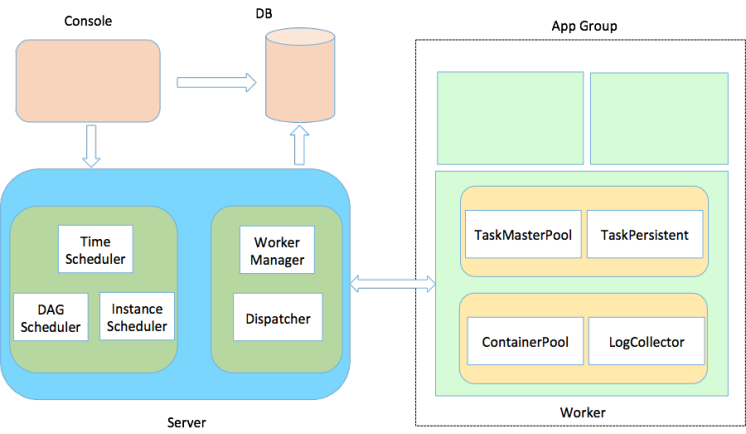 Console
DB
App Group
Time
Scheduler
DAG
Scheduler
Instance
Scheduler
Worker
Manager
Dispatcher
Server
TaskMasterPool
TaskPersistent
ContainerPool
LogCollector
Worker